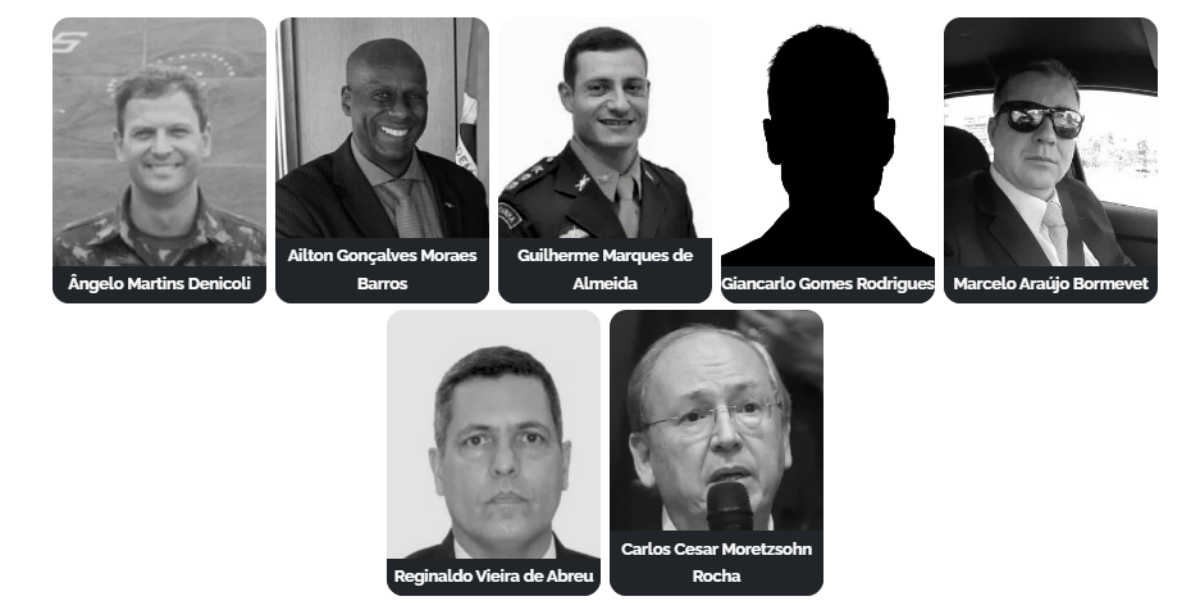 Ângelo Martins Denicoli
Ailton Gonçalves Moraes
Barros
Guilherme Marques de
Almeida
Giancarlo Gomes Rodrigues
Marcelo Araújo Bormevet
Reginaldo Vieira de Abreu
Carlos Cesar Moretzsohn
Rocha